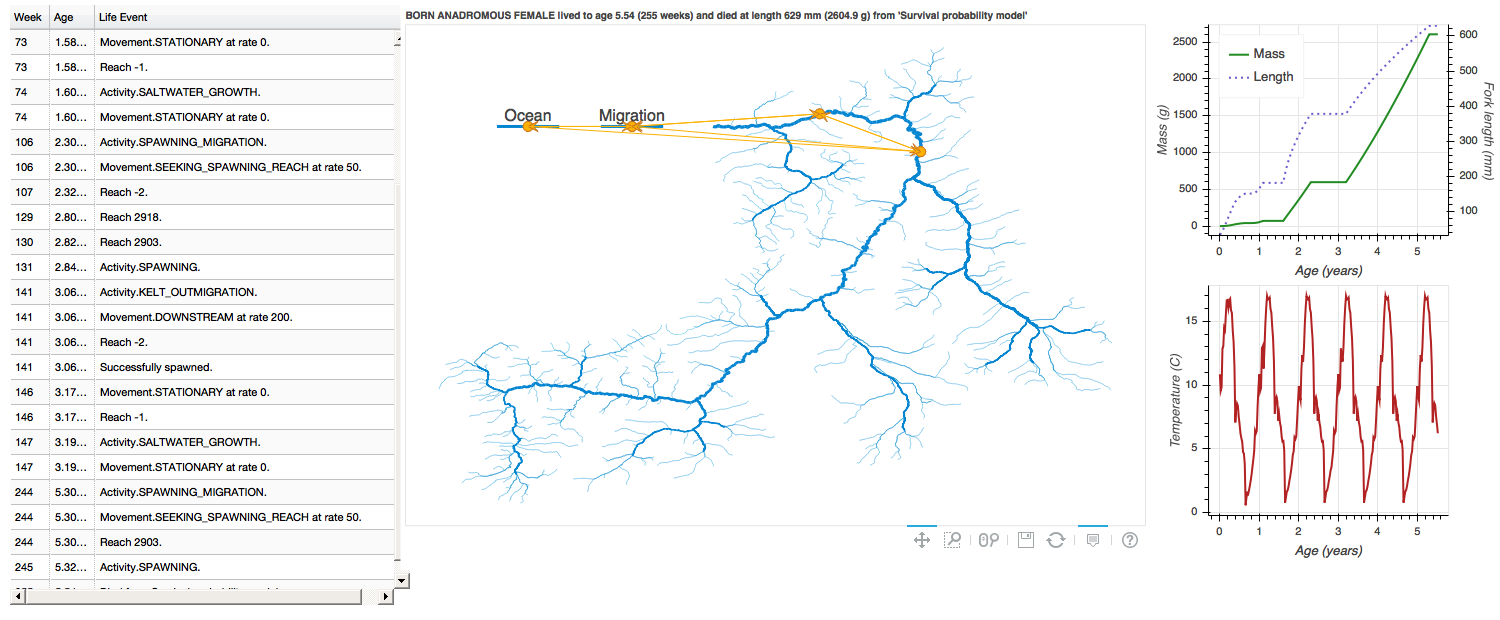 Week Age Life Event
73 1.58... Movement.STATIONARY at rate 0.
73 1.58... Reach -1.
74 1.60... Activity.SALTWATER_GROWTH.
74 1.60... Movement.STATIONARY at rate 0.
106 2.30... Activity.SPAWNING_MIGRATION.
106 2.30... Movement.SEEKING_SPAWNING_REACH at rate 50.
107 2.32... Reach -2.
129 2.80... Reach 2918.
130 2.82... Reach 2903.
131 2.84... Activity.SPAWNING.
141 3.06... Activity.KELT_OUTMIGRATION.
141 3.06... Movement.DOWNSTREAM at rate 200.
141 3.06... Reach -2.
141 3.06... Successfully spawned.
146 3.17... Movement.STATIONARY at rate 0.
146 3.17... Reach -1.
147 3.19... Activity.SALTWATER_GROWTH.
147 3.19... Movement.STATIONARY at rate 0.
244 5.30... Activity.SPAWNING_MIGRATION.
244 5.30... Movement.SEEKING_SPAWNING_REACH at rate 50.
244 5.30... Reach 2903.
245 5.32... Activity.SPAWNING.
BORN ANADROMOUS FEMALE lived to age 5.54 (255 weeks) and died at length 629 mm (2604.9 g) from 'Survival probability model'
Ocean Migration
Mass
Length
Mass (g)
2500
2000
1500
1000
500
0
600
500
400
300
200
100
Fork length (mm)
0 1 2 3 4 5
Age (years)
Temperature (C)
15
10
5
0
0 1 2 3 4 5
Age (years)